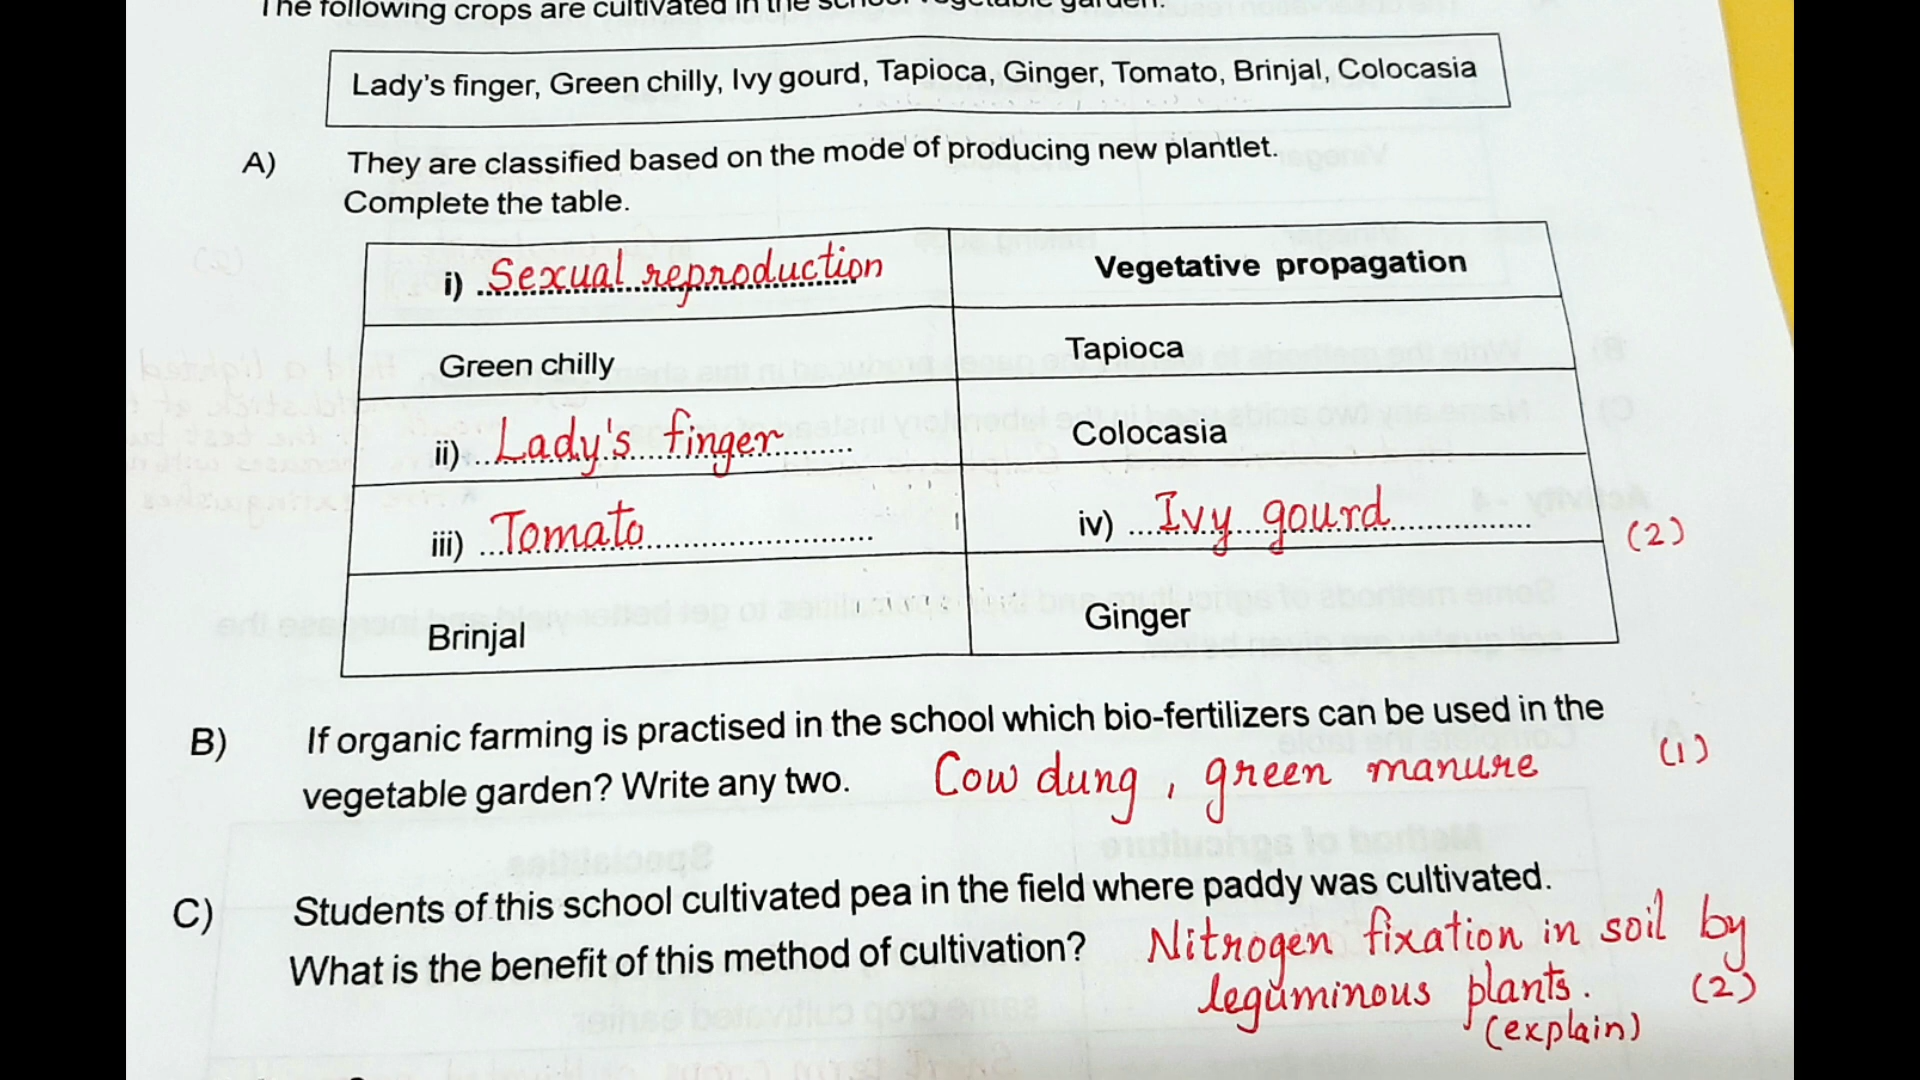 The following crops are cultivated in the school vegetable garden.
Lady's finger, Green chilly, Ivy gourd, Tapioca, Ginger, Tomato, Brinjal, Colocasia
A) They are classified based on the mode of producing new plantlet.
Complete the table.
i) Sexual reproduction Vegetative propagation
Green chilly Tapioca
ii) Lady's finger Colocasia
iii) Tomato iv) Ivy gourd (2)
Brinjal Ginger
B) If organic farming is practised in the school which bio-fertilizers can be used in the
vegetable garden? Write any two. Cow dung, green manure (1)
C) Students of this school cultivated pea in the field where paddy was cultivated.
What is the benefit of this method of cultivation? Nitrogen fixation in soil by
leguminous plants. (2)
(explain)